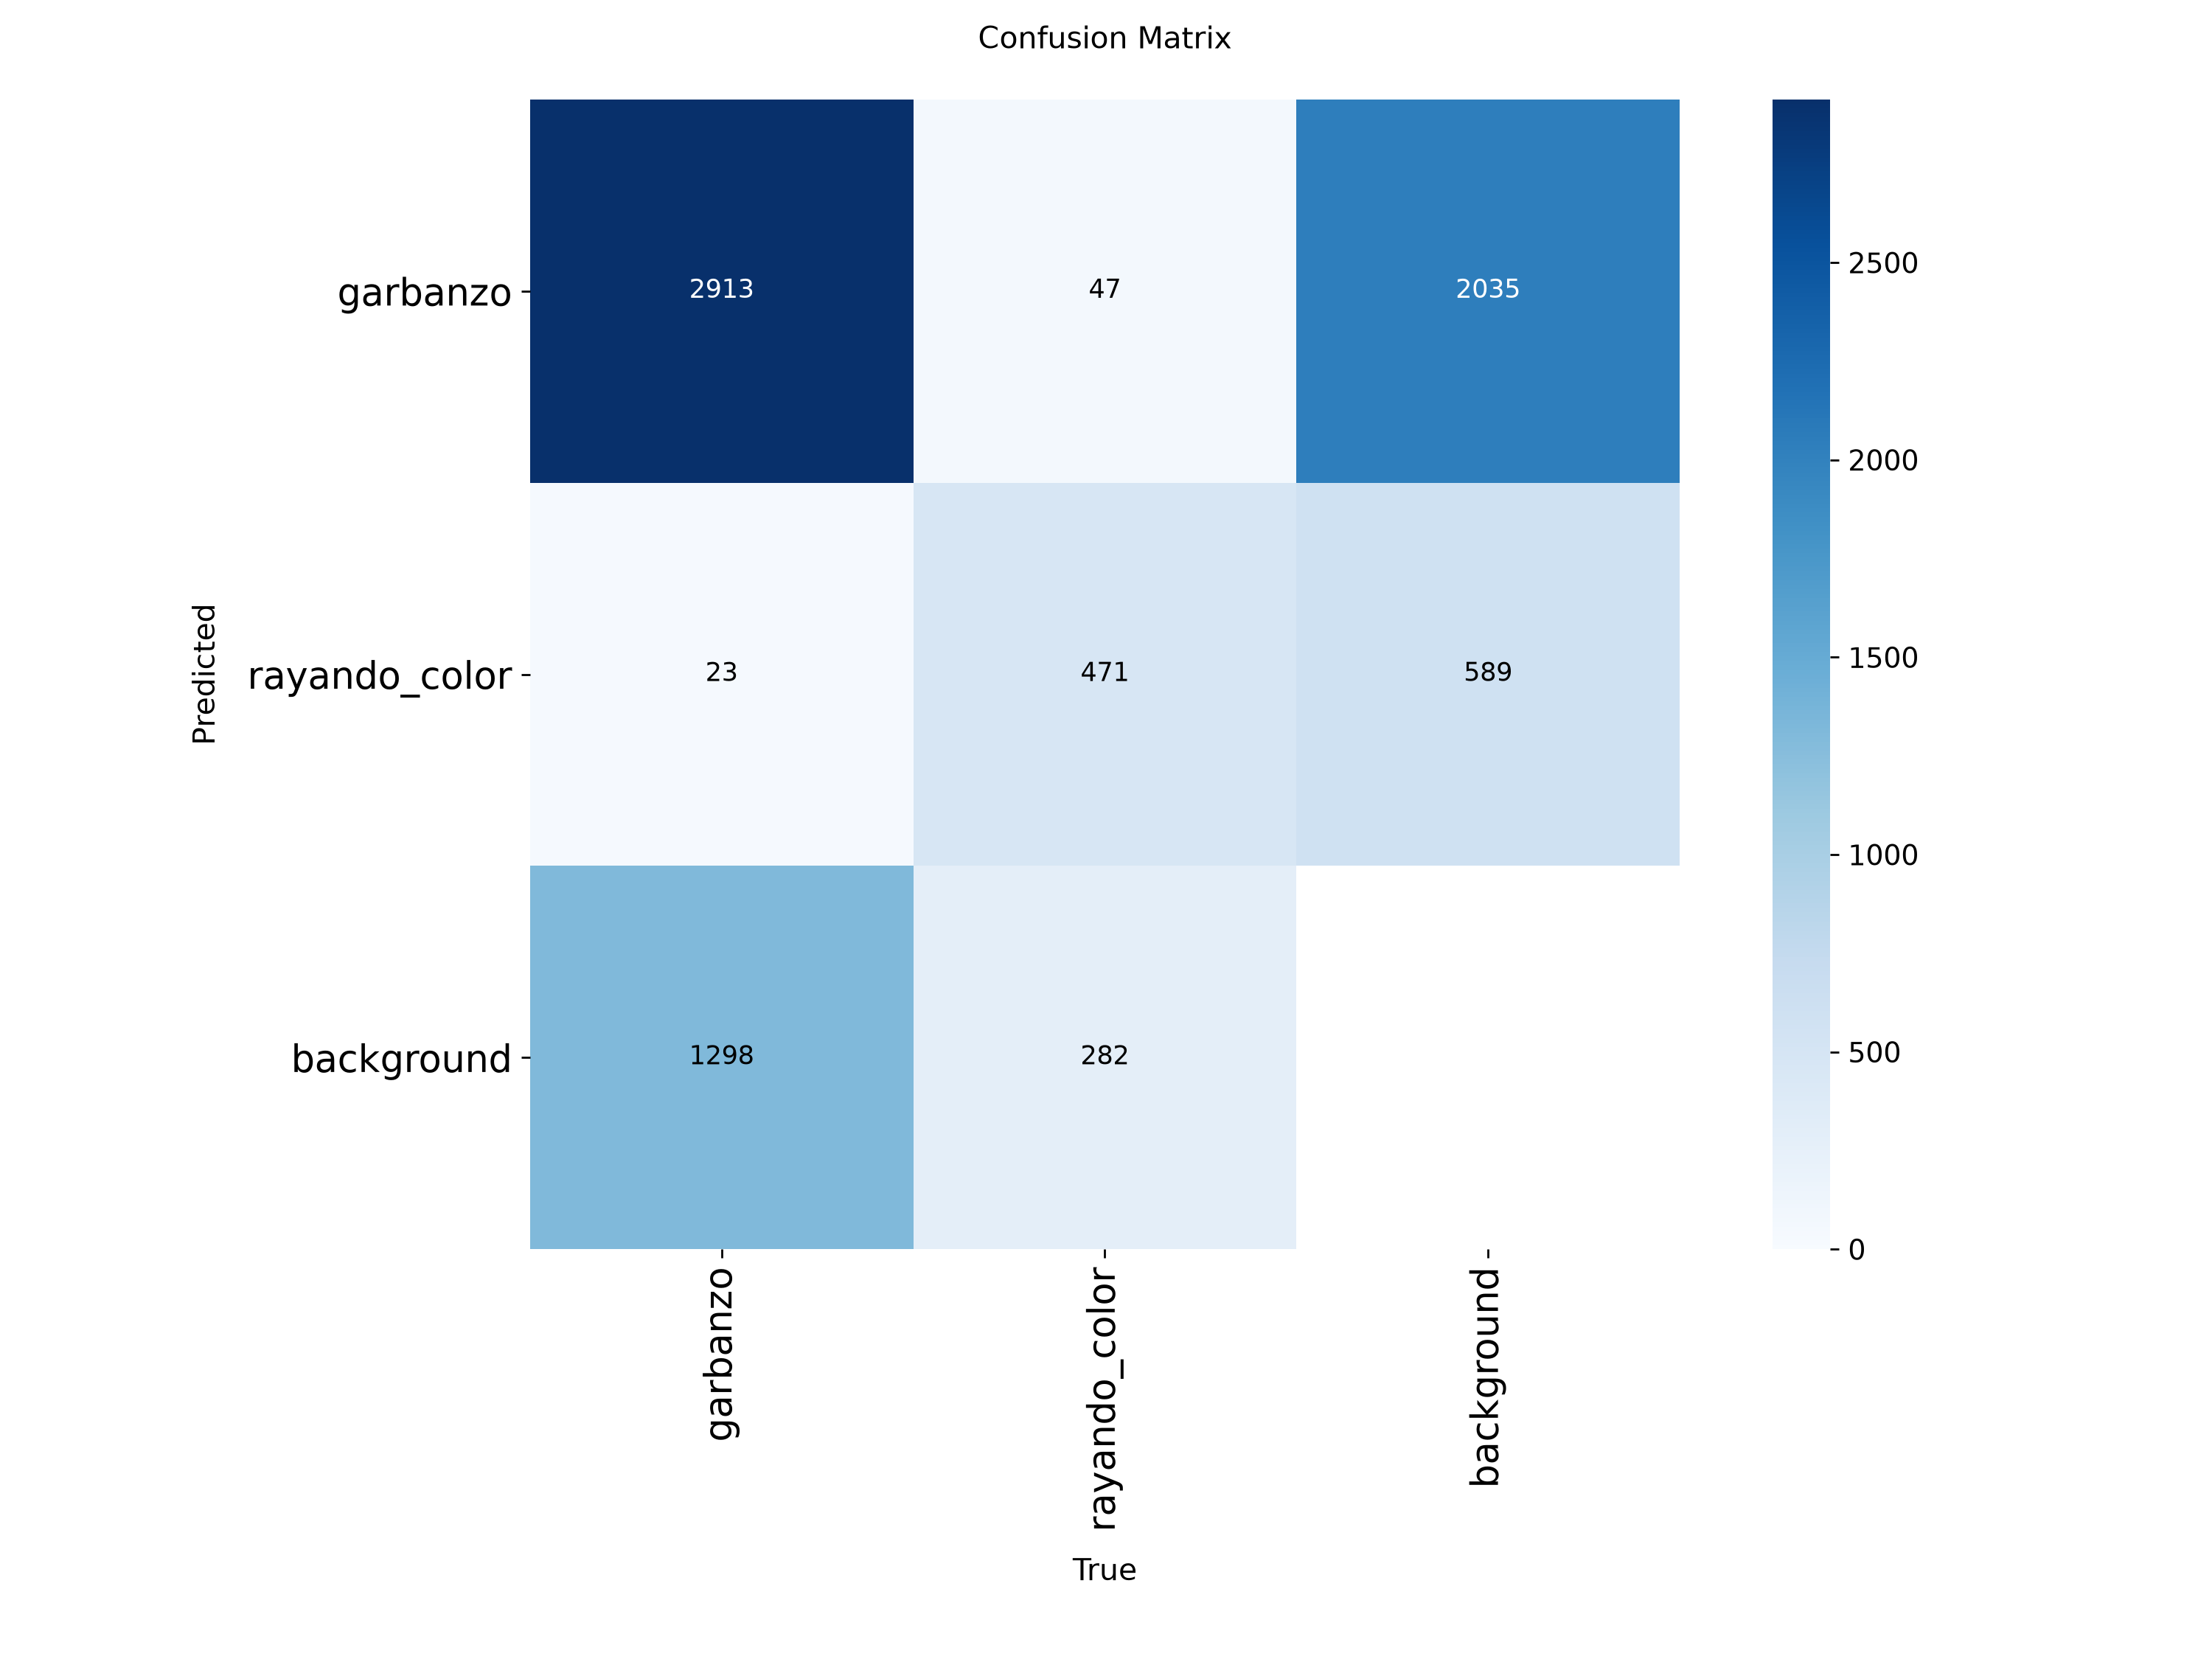 Confusion Matrix
garbanzo 2913 47 2035
rayando_color 23 471 589
background 1298 282
Predicted
garbanzo rayando_color background
True
2500
2000
1500
1000
500
0